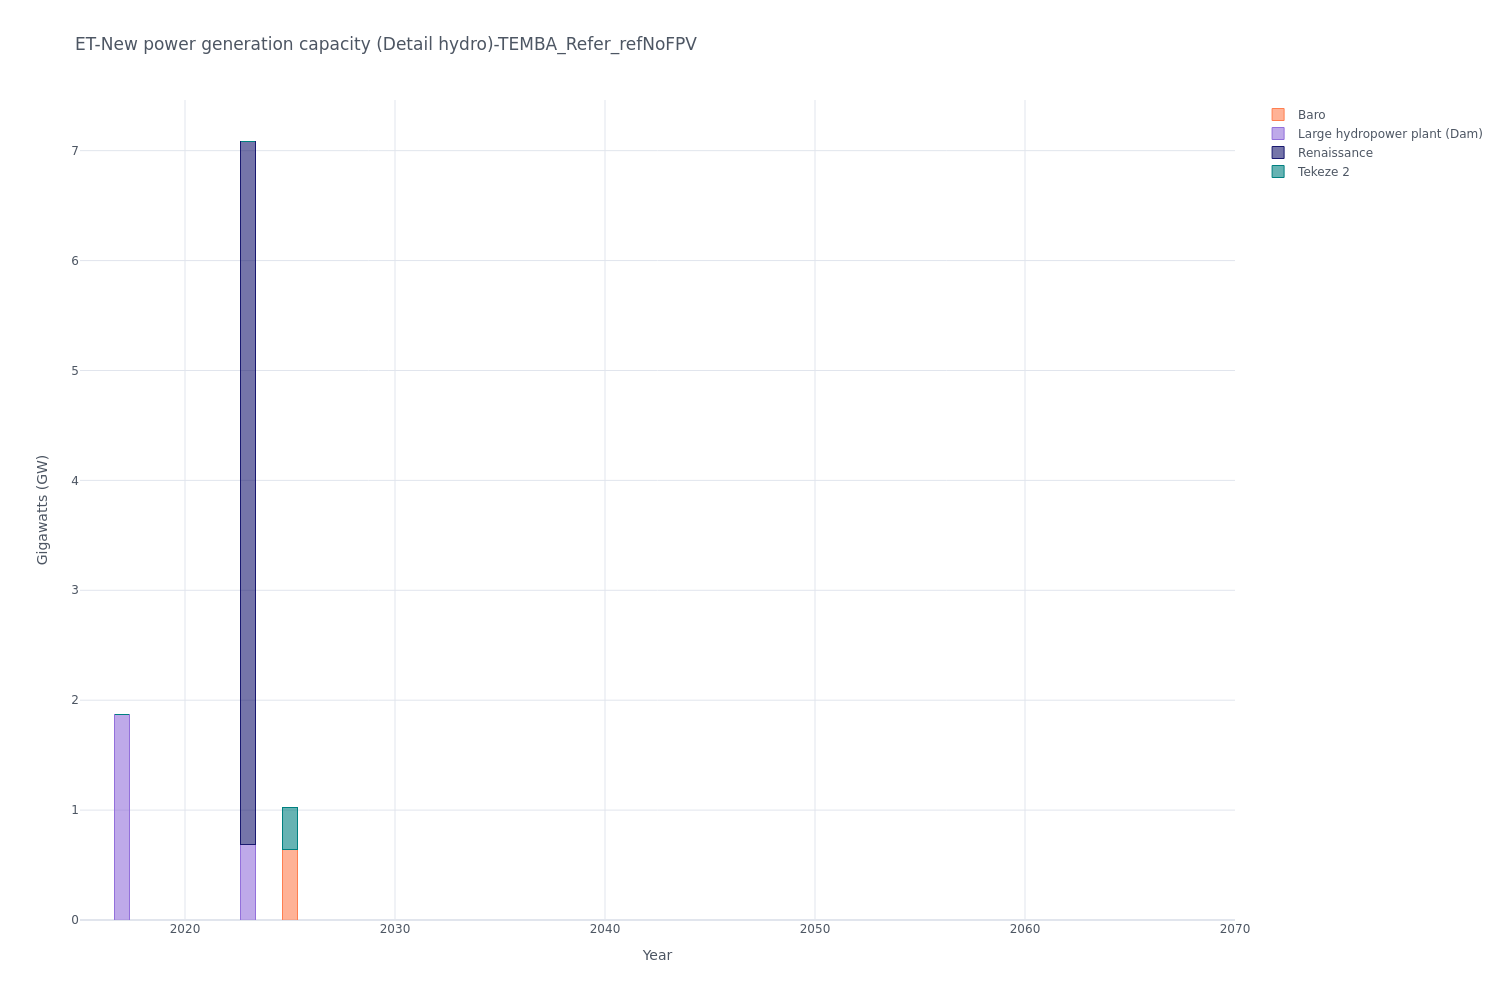 ET-New power generation capacity (Detail hydro)-TEMBA_Refer_refNoFPV
Baro
Large hydropower plant (Dam)
Renaissance
Tekeze 2
7
6
5
4
3
2
1
0
Gigawatts (GW)
2020 2030 2040 2050 2060 2070
Year